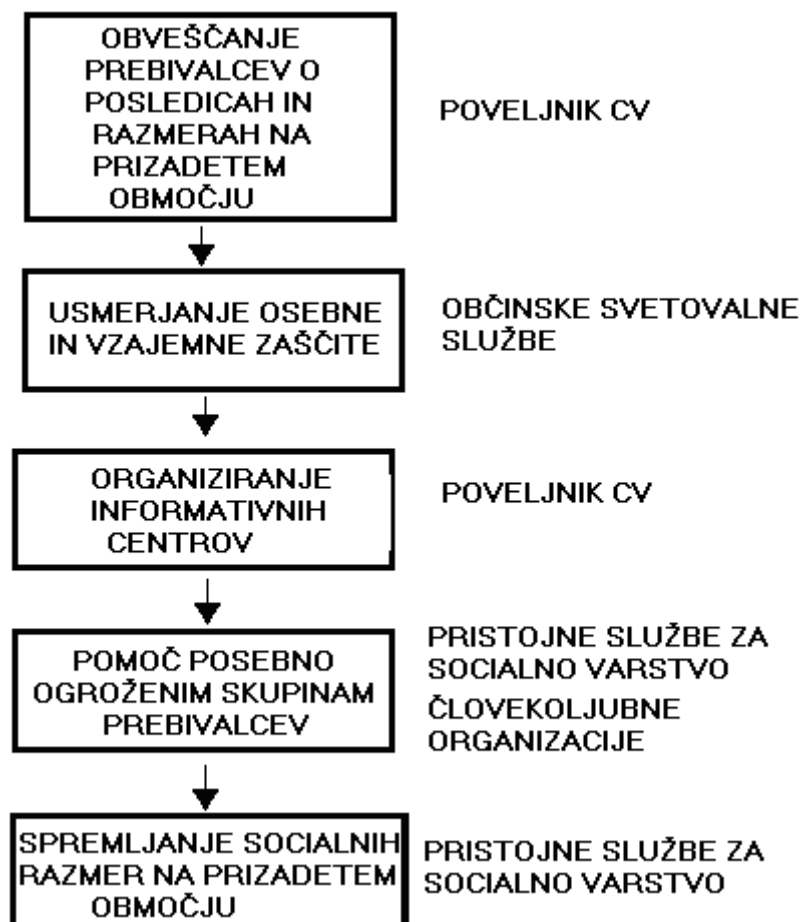 OBVEŠČANJE
PREBIVALCEV O
POSLEDICAH IN
RAZMERAH NA
PRIZADETEM
OBMOČJU
POVELJNIK CV
USMERJANJE OSEBNE
IN VZAJEMNE ZAŠČITE
OBČINSKE SVETOVALNE
SLUŽBE
ORGANIZIRANJE
INFORMATIVNIH
CENTROV
POVELJNIK CV
POMOČ POSEBNO
OGROŽENIM SKUPINAM
PREBIVALCEV
PRISTOJNE SLUŽBE ZA
SOCIALNO VARSTVO
ČLOVEKOLJUBNE
ORGANIZACIJE
SPREMLJANJE SOCIALNIH
RAZMER NA PRIZADETEM
OBMOČJU
PRISTOJNE SLUŽBE ZA
SOCIALNO VARSTVO